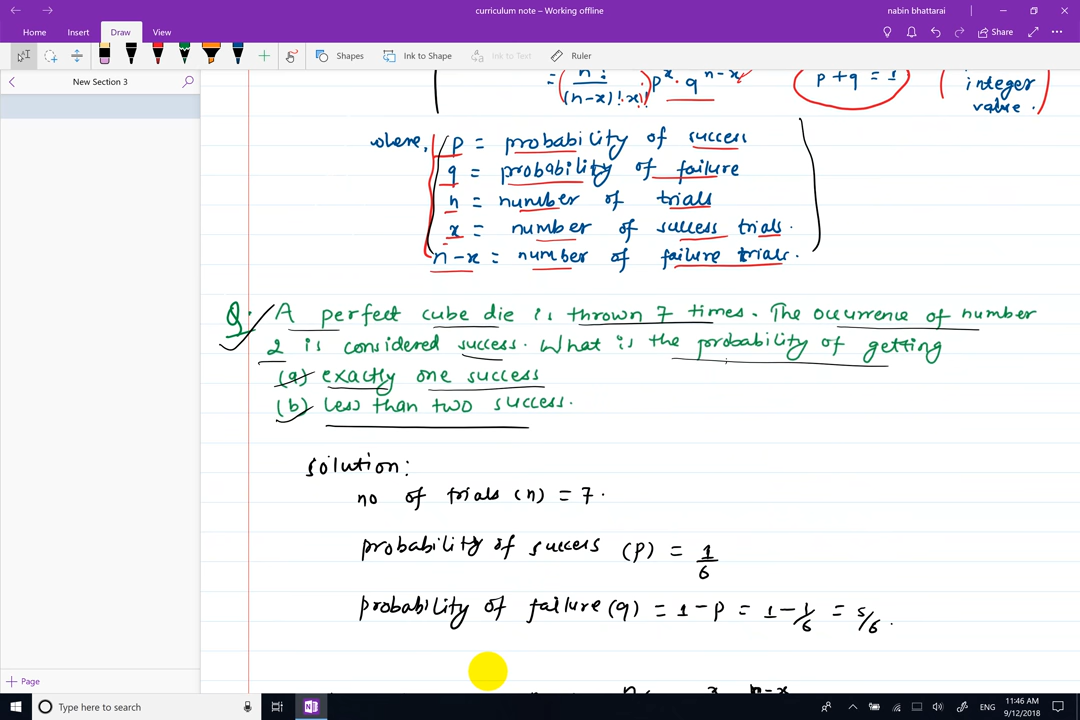 curriculum note – Working offline
nabin bhattarai
Home Insert Draw View
Share
Shapes Ink to Shape Ink to Text Ruler
New Section 3
= n! / (n-x)! x! p^x . q^n-x
p+q = 1
integer
value.
where, p = probability of success
q = probability of failure
n = number of trials
x = number of success trials.
n-x = number of failure trials.
Q. A perfect cube die is thrown 7 times. The occurrence of number
2 is considered success. What is the probability of getting
(a) exactly one success
(b) less than two success.
solution:
no of trials (n) = 7.
probability of success (p) = 1/6
probability of failure (q) = 1 - p = 1 - 1/6 = 5/6.
Page
Type here to search
ENG
11:46 AM
9/12/2018